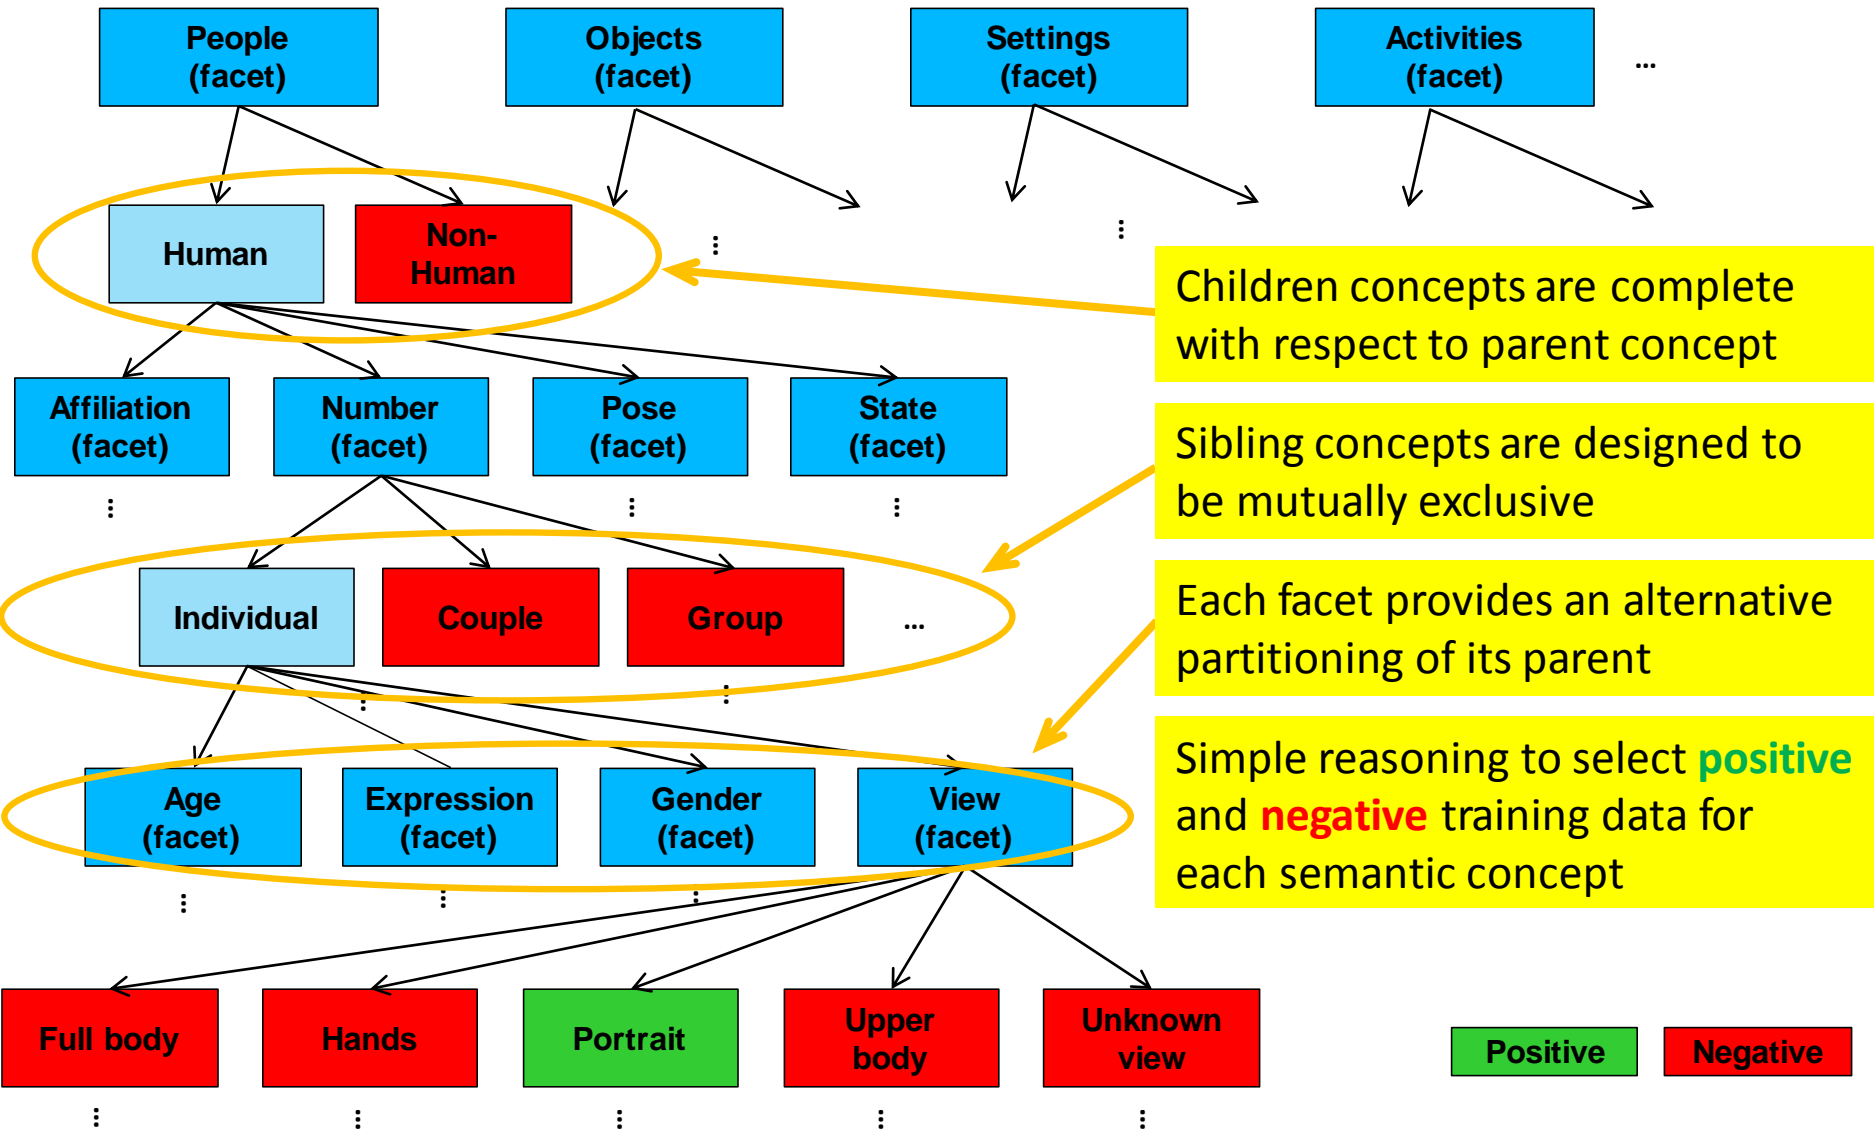 People
(facet)
Objects
(facet)
Settings
(facet)
Activities
(facet)
...
Human
Non-
Human
...
...
Children concepts are complete
with respect to parent concept
Affiliation
(facet)
Number
(facet)
Pose
(facet)
State
(facet)
Sibling concepts are designed to
be mutually exclusive
...
...
...
Individual
Couple
Group
...
Each facet provides an alternative
partitioning of its parent
...
...
Age
(facet)
Expression
(facet)
Gender
(facet)
View
(facet)
Simple reasoning to select positive
and negative training data for
each semantic concept
...
...
...
Full body
Hands
Portrait
Upper
body
Unknown
view
Positive
Negative
...
...
...
...
...